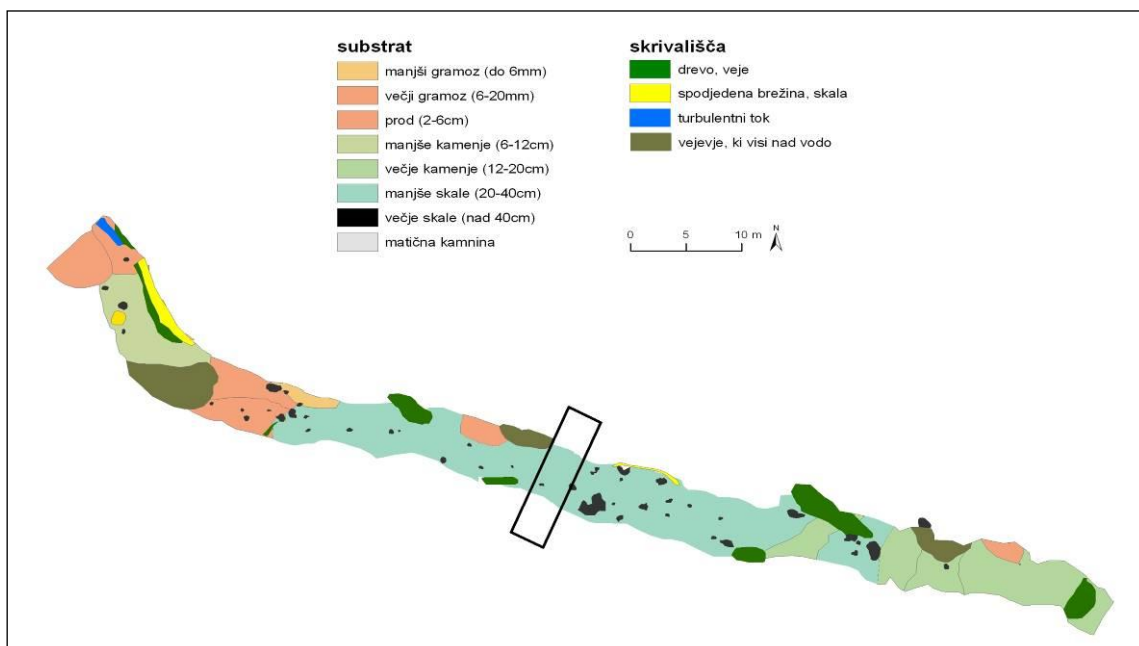 substrat
manjši gramoz (do 6mm)
večji gramoz (6-20mm)
prod (2-6cm)
manjše kamenje (6-12cm)
večje kamenje (12-20cm)
manjše skale (20-40cm)
večje skale (nad 40cm)
matična kamnina
skrivališča
drevo, veje
spodjedena brežina, skala
turbulentni tok
vejevje, ki visi nad vodo
0 5 10 m
N